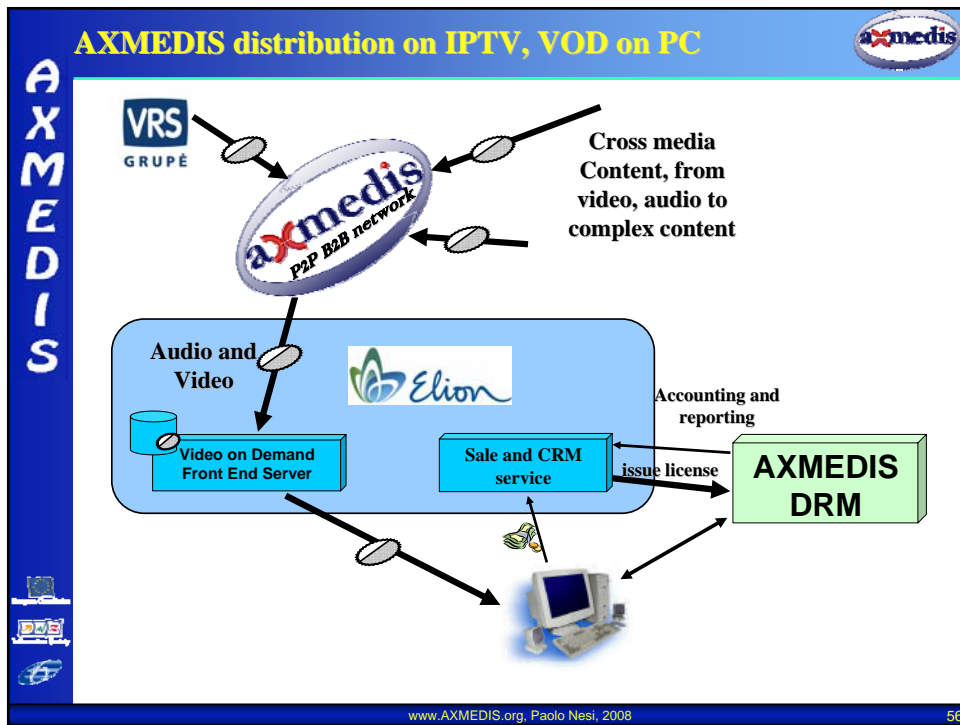 AXMEDIS distribution on IPTV, VOD on PC
axmedis
AXMEDIS
VRS
GRUPĖ
axmedis
P2P B2B network
Cross media
Content, from
video, audio to
complex content
Audio and
Video
Elion
Accounting and
reporting
Video on Demand
Front End Server
Sale and CRM
service
issue license
AXMEDIS
DRM
www.AXMEDIS.org, Paolo Nesi, 2008
56